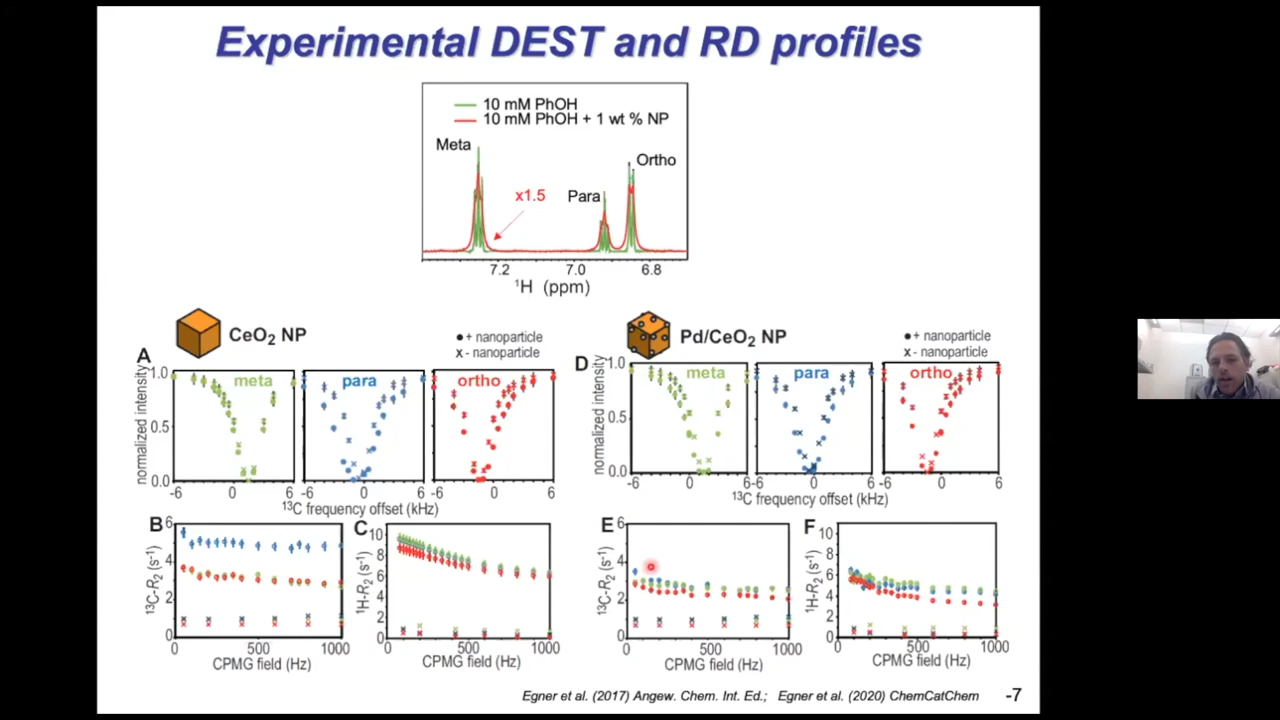 Experimental DEST and RD profiles
10 mM PhOH
10 mM PhOH + 1 wt % NP
Meta
Ortho
x1.5
Para
7.2 7.0 6.8
¹H (ppm)
CeO₂ NP
• + nanoparticle
x - nanoparticle
A
normalized intensity
1.0
0.5
0.0
meta
para
ortho
-6 0 6 -6 0 6 -6 0 6
¹³C frequency offset (kHz)
B
¹³C-R₂ (s⁻¹)
6
4
2
0
0 500 1000
CPMG field (Hz)
C
¹H-R₂ (s⁻¹)
10
8
6
4
2
0
0 500 1000
CPMG field (Hz)
Pd/CeO₂ NP
• + nanoparticle
x - nanoparticle
D
normalized intensity
1.0
0.5
0.0
meta
para
ortho
-6 0 6 -6 0 6 -6 0 6
¹³C frequency offset (kHz)
E
¹³C-R₂ (s⁻¹)
6
4
2
0
0 500 1000
CPMG field (Hz)
F
¹H-R₂ (s⁻¹)
10
8
6
4
2
0
0 500 1000
CPMG field (Hz)
Egner et al. (2017) Angew. Chem. Int. Ed.; Egner et al. (2020) ChemCatChem
-7